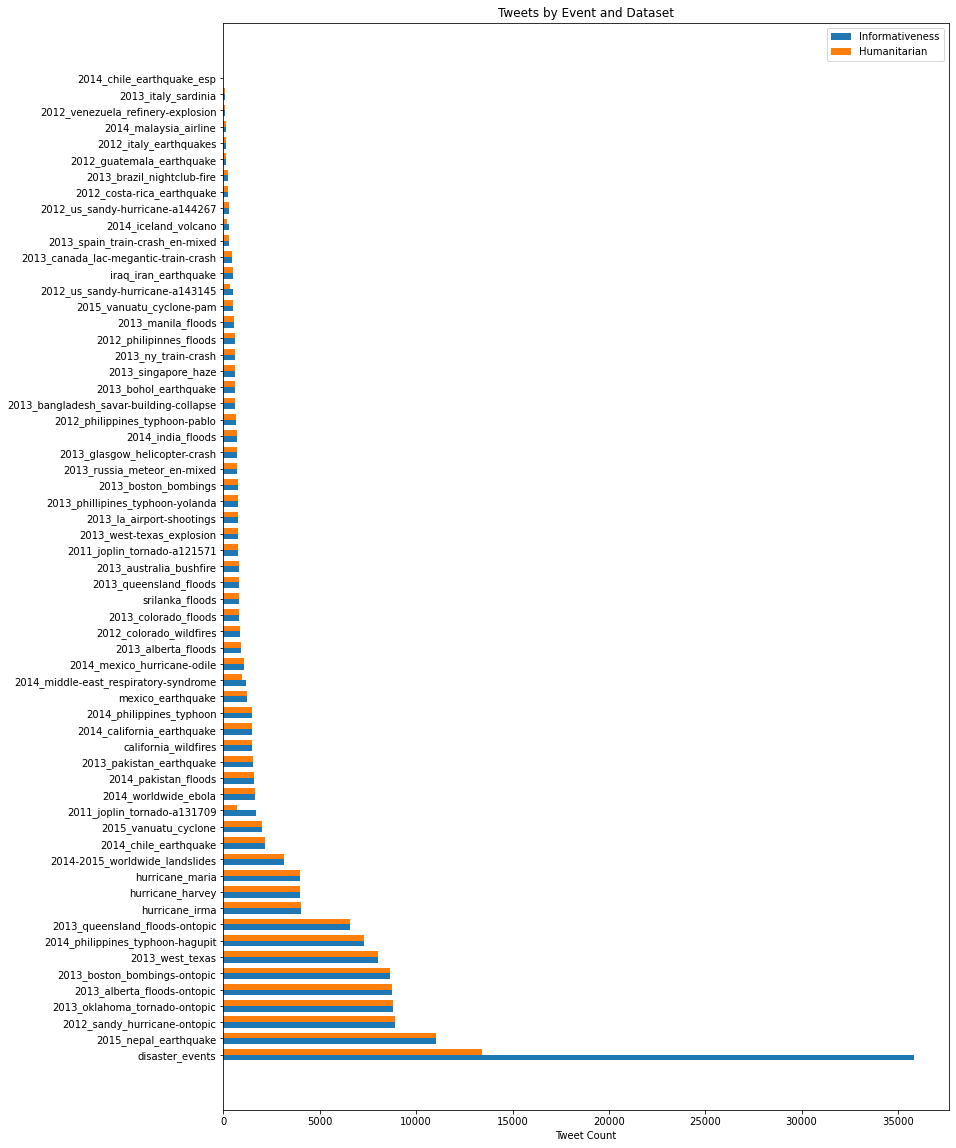 Tweets by Event and Dataset
Informativeness
Humanitarian
2014_chile_earthquake_esp
2013_italy_sardinia
2012_venezuela_refinery-explosion
2014_malaysia_airline
2012_italy_earthquakes
2012_guatemala_earthquake
2013_brazil_nightclub-fire
2012_costa-rica_earthquake
2012_us_sandy-hurricane-a144267
2014_iceland_volcano
2013_spain_train-crash_en-mixed
2013_canada_lac-megantic-train-crash
iraq_iran_earthquake
2012_us_sandy-hurricane-a143145
2015_vanuatu_cyclone-pam
2013_manila_floods
2012_philipinnes_floods
2013_ny_train-crash
2013_singapore_haze
2013_bohol_earthquake
2013_bangladesh_savar-building-collapse
2012_philippines_typhoon-pablo
2014_india_floods
2013_glasgow_helicopter-crash
2013_russia_meteor_en-mixed
2013_boston_bombings
2013_phillipines_typhoon-yolanda
2013_la_airport-shootings
2013_west-texas_explosion
2011_joplin_tornado-a121571
2013_australia_bushfire
2013_queensland_floods
srilanka_floods
2013_colorado_floods
2012_colorado_wildfires
2013_alberta_floods
2014_mexico_hurricane-odile
2014_middle-east_respiratory-syndrome
mexico_earthquake
2014_philippines_typhoon
2014_california_earthquake
california_wildfires
2013_pakistan_earthquake
2014_pakistan_floods
2014_worldwide_ebola
2011_joplin_tornado-a131709
2015_vanuatu_cyclone
2014_chile_earthquake
2014-2015_worldwide_landslides
hurricane_maria
hurricane_harvey
hurricane_irma
2013_queensland_floods-ontopic
2014_philippines_typhoon-hagupit
2013_west_texas
2013_boston_bombings-ontopic
2013_alberta_floods-ontopic
2013_oklahoma_tornado-ontopic
2012_sandy_hurricane-ontopic
2015_nepal_earthquake
disaster_events
0 5000 10000 15000 20000 25000 30000 35000
Tweet Count